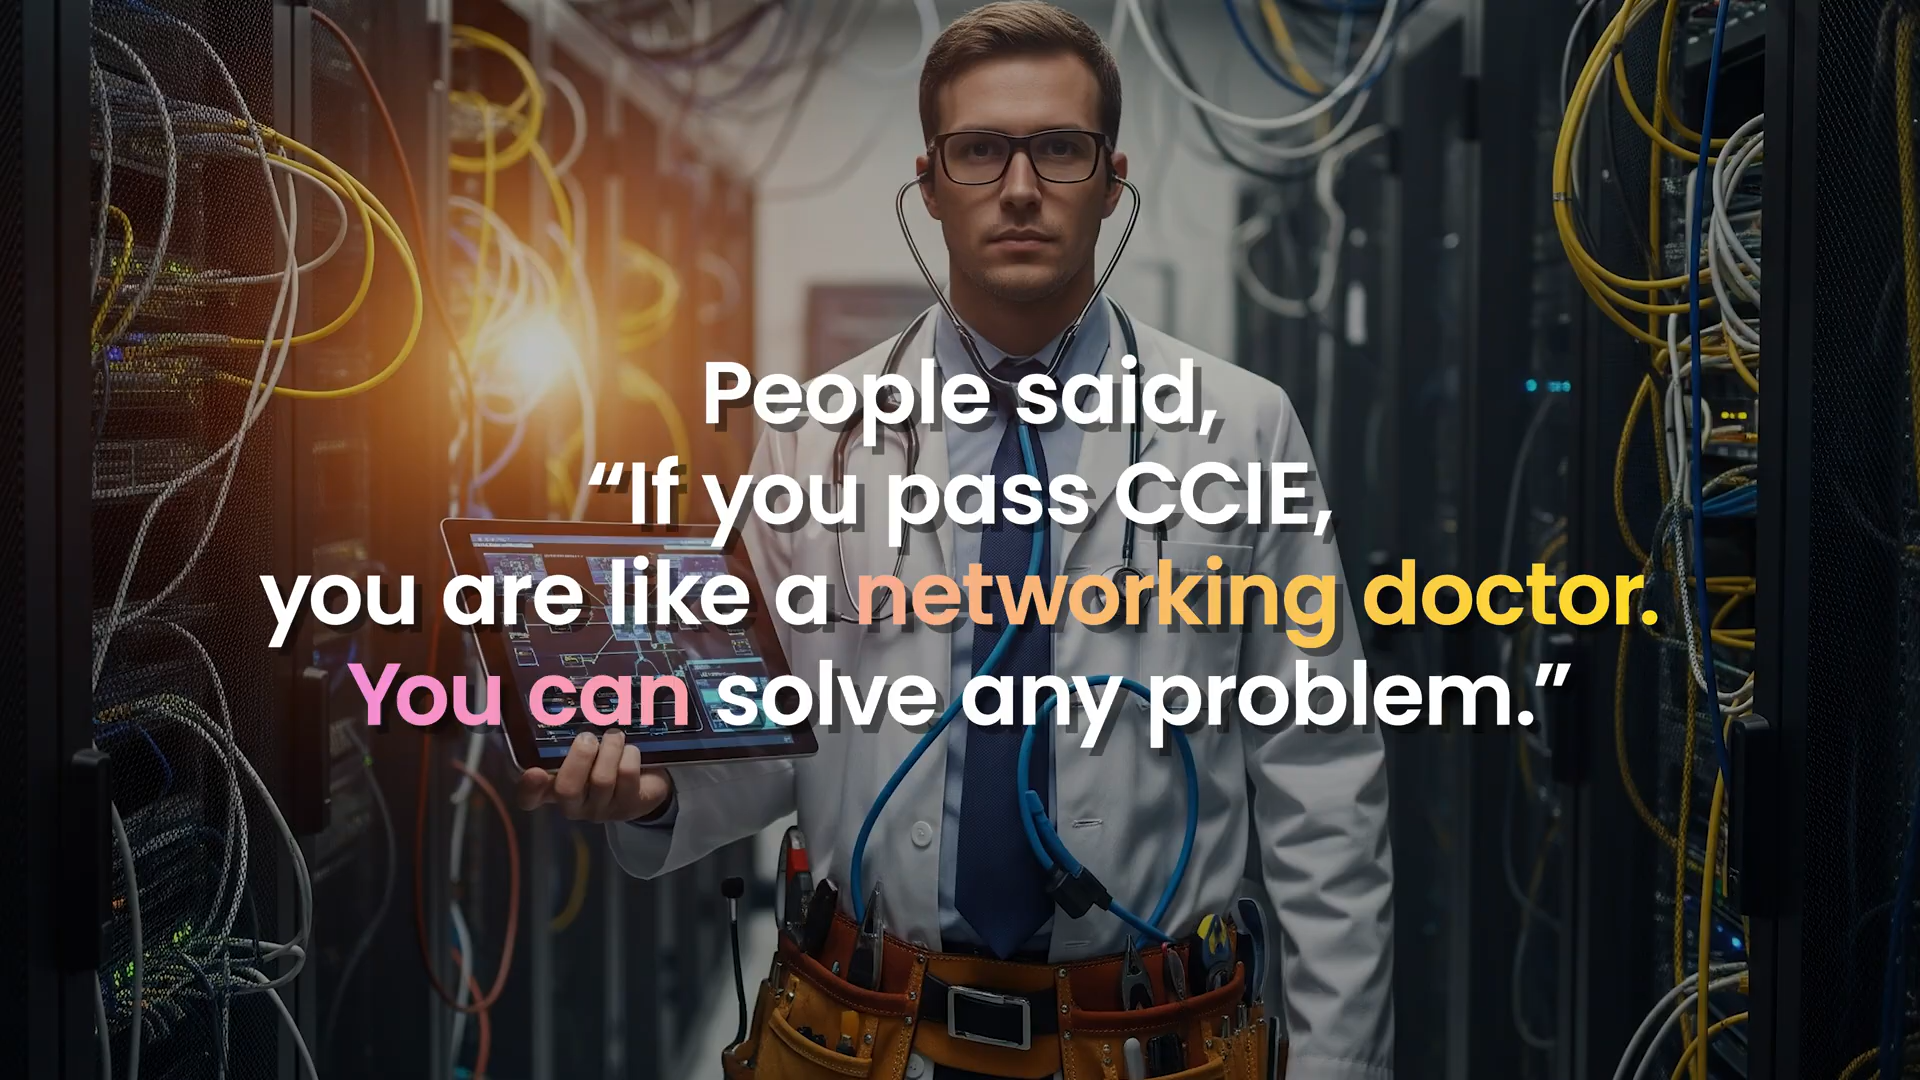 People said,
“If you pass CCIE,
you are like a networking doctor.
You can solve any problem.”